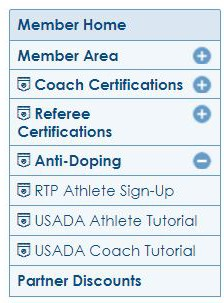 Member Home
Member Area
Coach Certifications
Referee
Certifications
Anti-Doping
RTP Athlete Sign-Up
USADA Athlete Tutorial
USADA Coach Tutorial
Partner Discounts